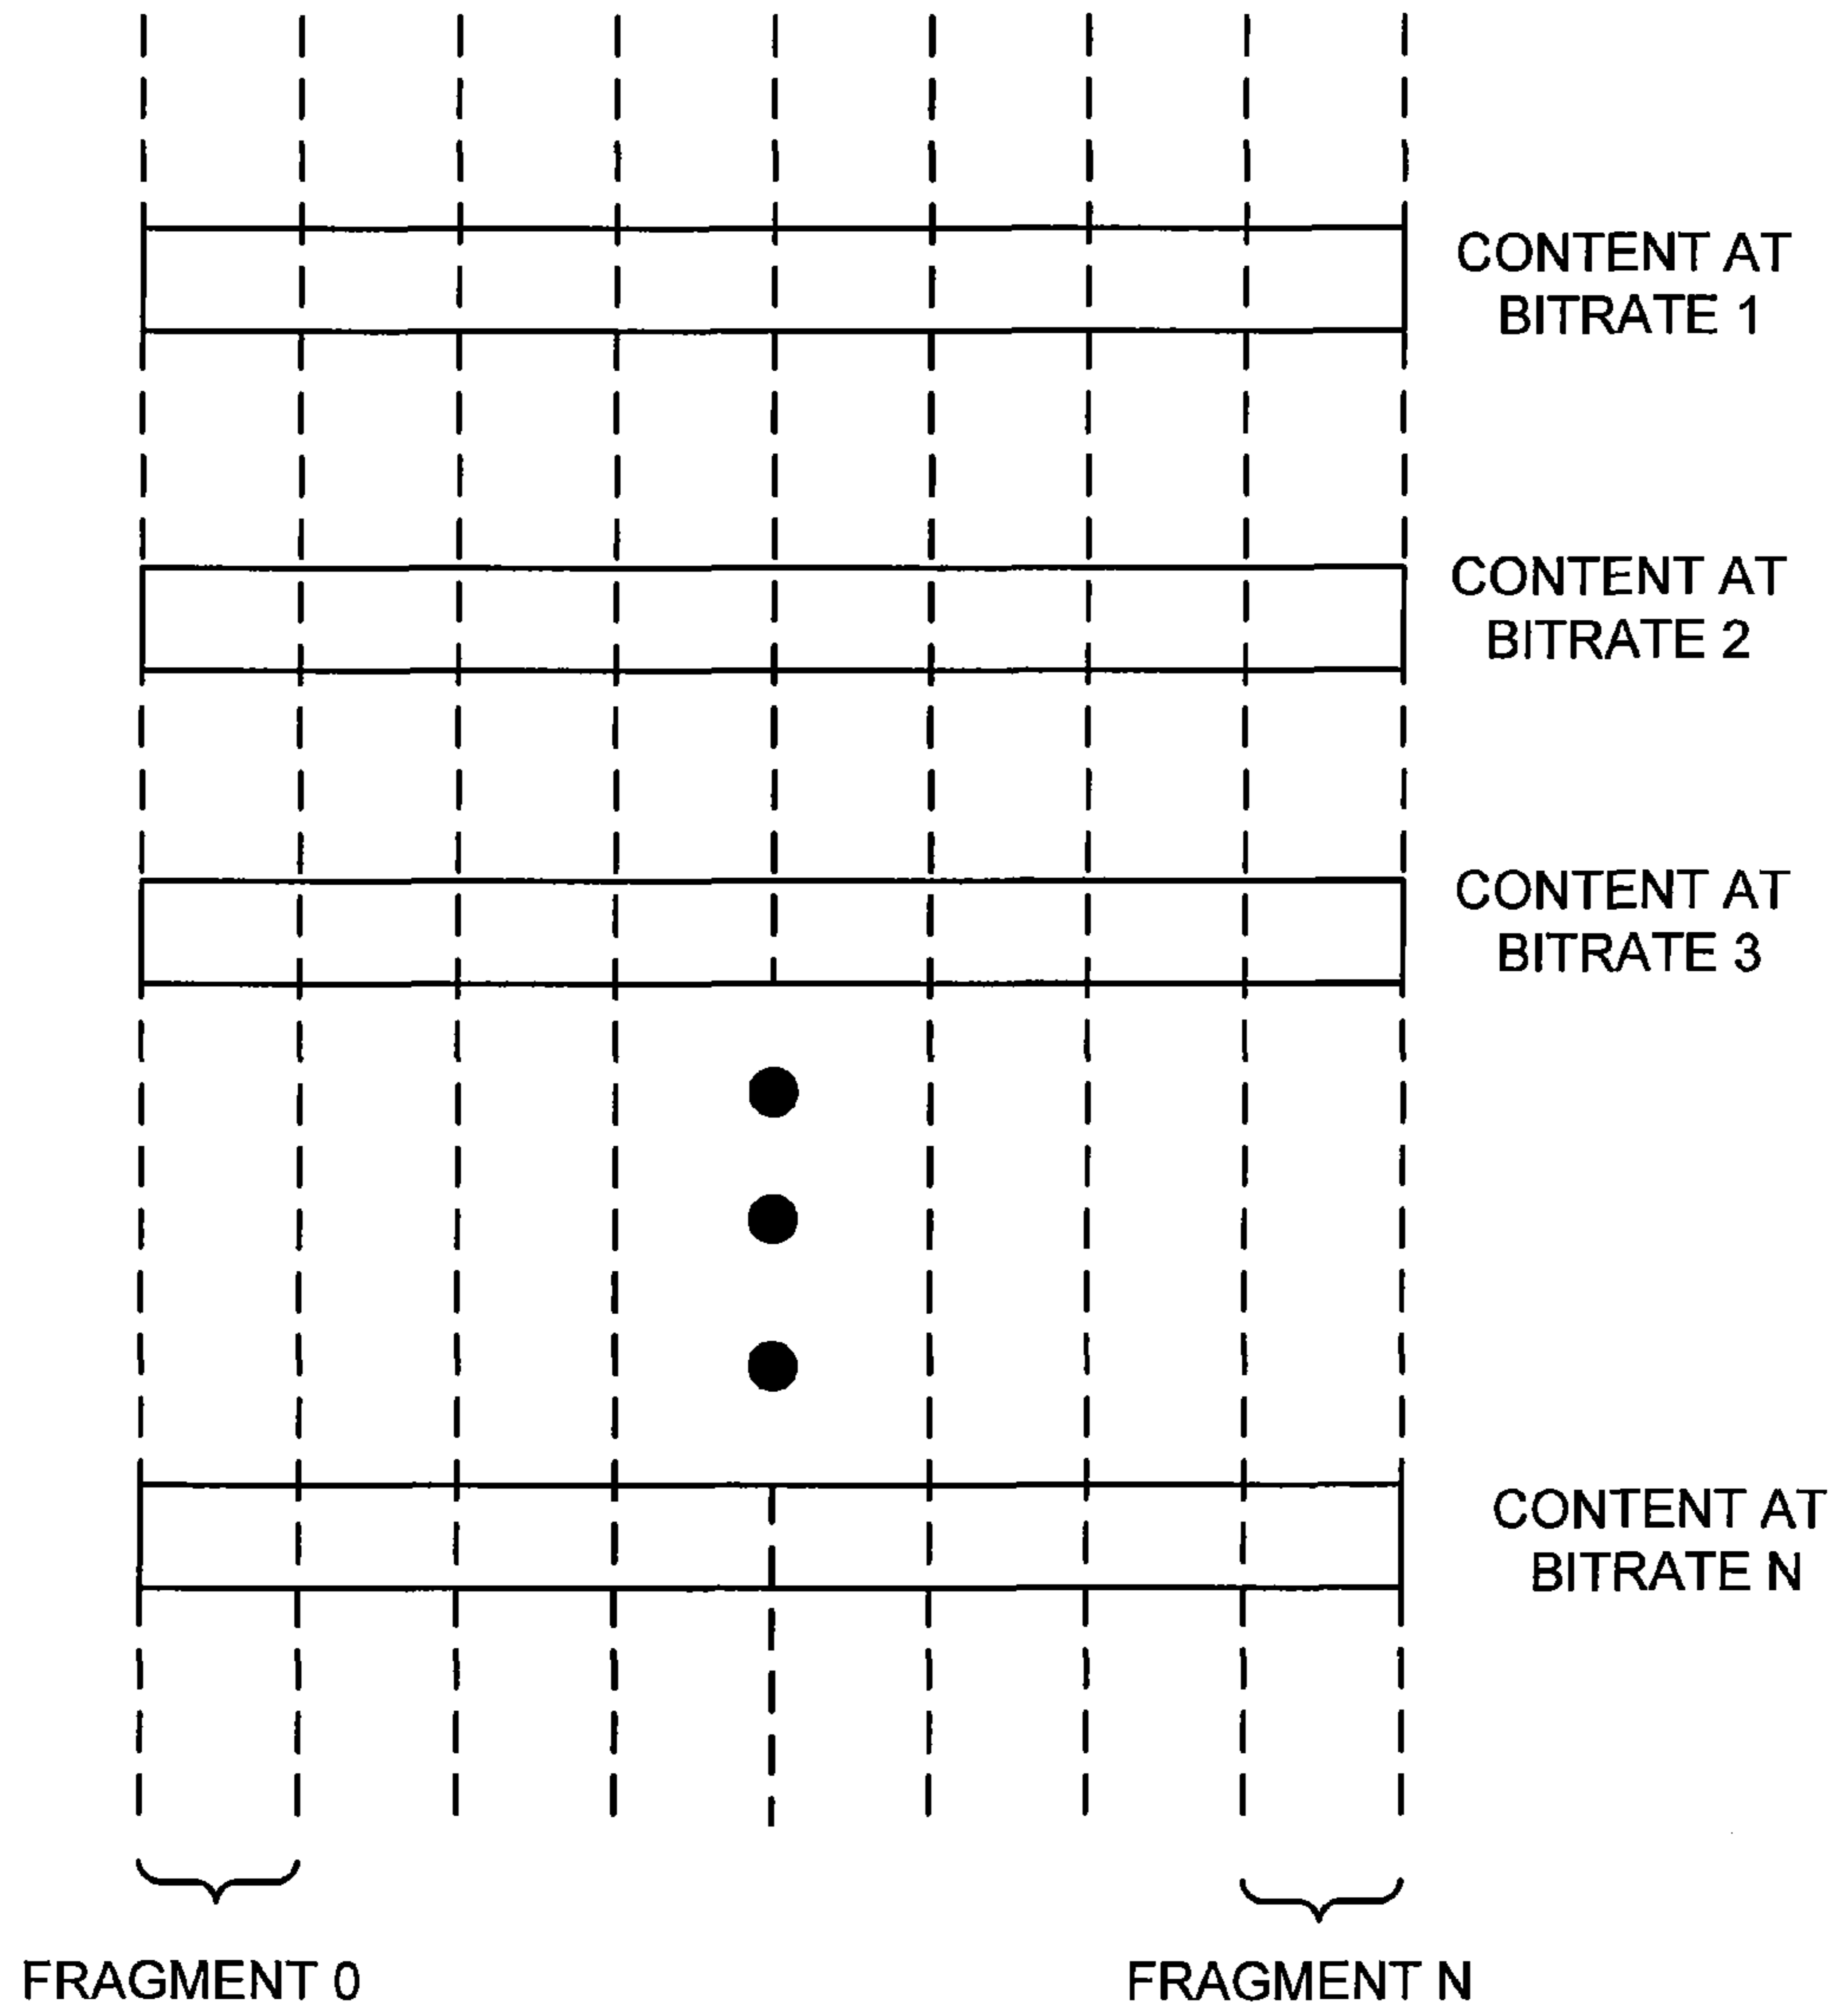 CONTENT AT
BITRATE 1
CONTENT AT
BITRATE 2
CONTENT AT
BITRATE 3
CONTENT AT
BITRATE N
FRAGMENT 0
FRAGMENT N